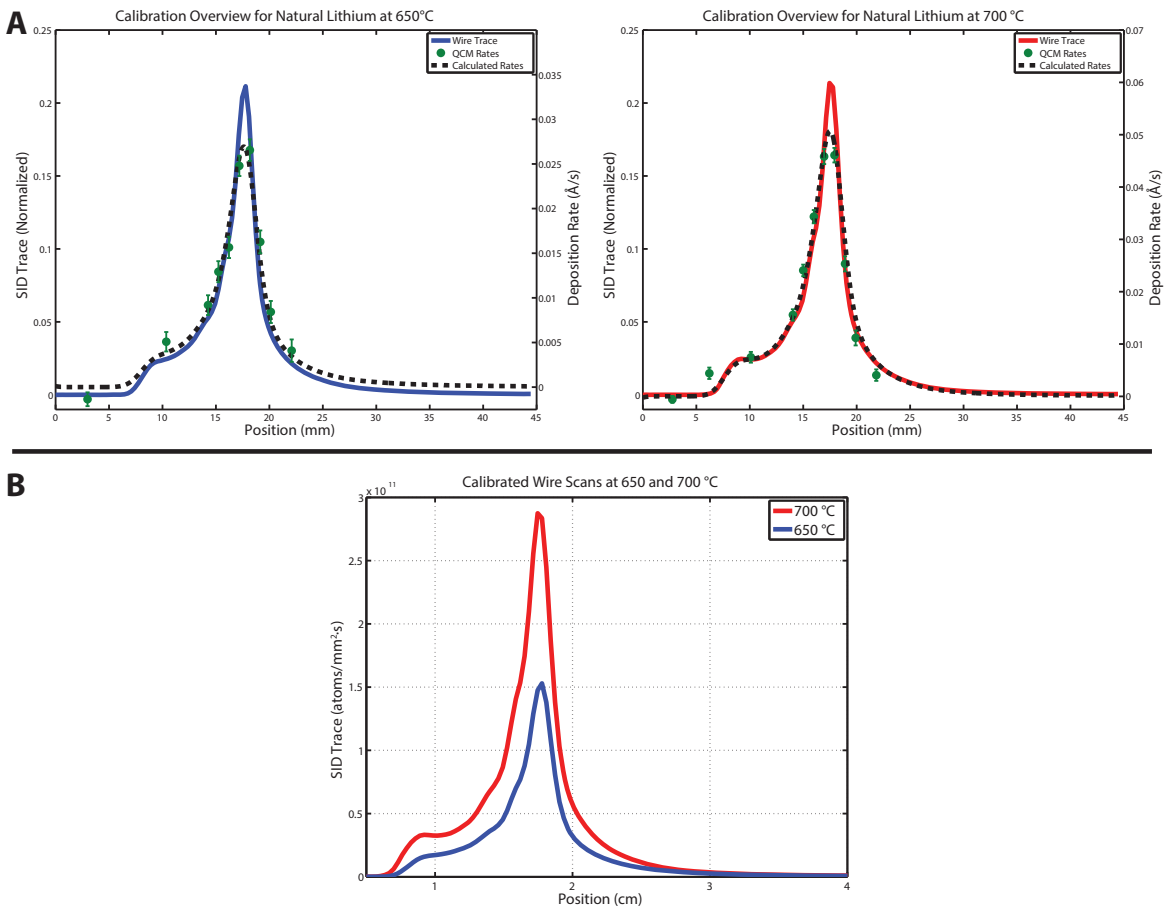 A
Calibration Overview for Natural Lithium at 650°C
0.25
0.2
0.15
0.1
0.05
0
SID Trace (Normalized)
Wire Trace
QCM Rates
Calculated Rates
0.035
0.03
0.025
0.02
0.015
0.01
0.005
0
Deposition Rate (Å/s)
0 5 10 15 20 25 30 35 40 45
Position (mm)
Calibration Overview for Natural Lithium at 700 °C
0.25
0.2
0.15
0.1
0.05
0
SID Trace (Normalized)
Wire Trace
QCM Rates
Calculated Rates
0.07
0.06
0.05
0.04
0.03
0.02
0.01
0
Deposition Rate (Å/s)
0 5 10 15 20 25 30 35 40 45
Position (mm)
B
Calibrated Wire Scans at 650 and 700 °C
x 10 11
3
2.5
2
1.5
1
0.5
0
SID Trace (atoms/mm²-s)
700 °C
650 °C
1 2 3 4
Position (cm)